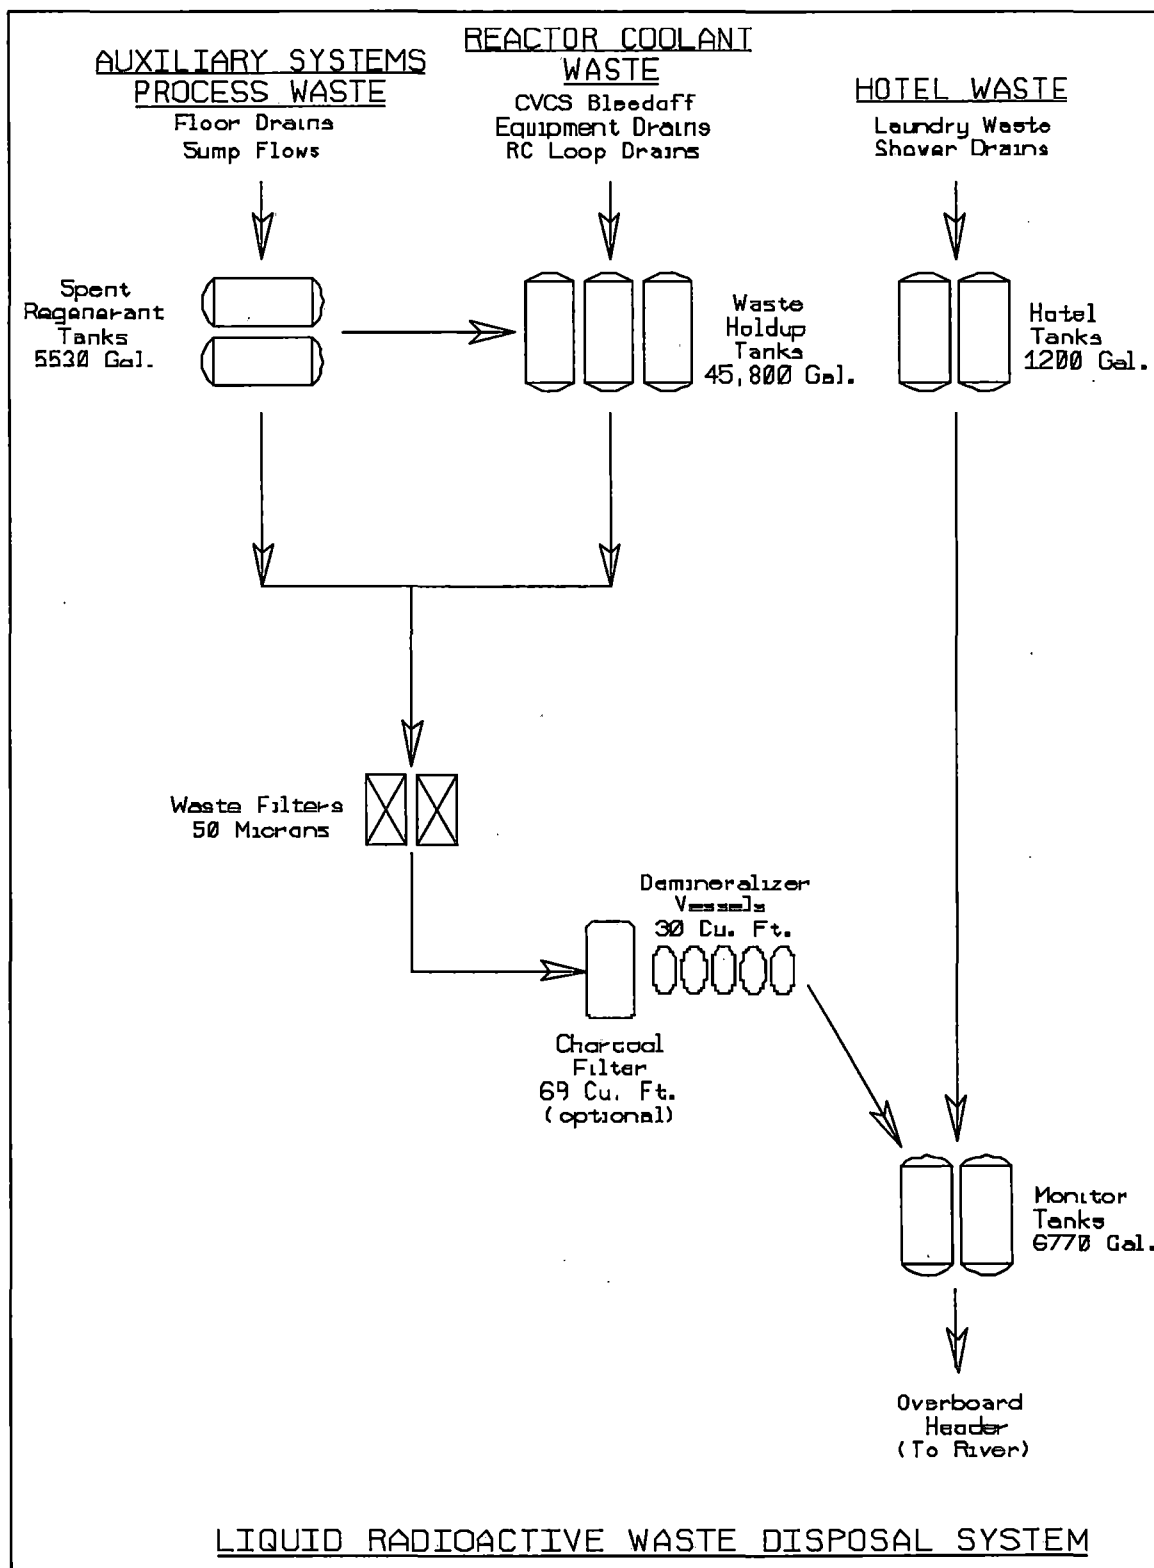 AUXILIARY SYSTEMS
PROCESS WASTE
Floor Drains
Sump Flows
REACTOR COOLANT
WASTE
CVCS Bleedoff
Equipment Drains
RC Loop Drains
HOTEL WASTE
Laundry Waste
Shower Drains
Spent
Regenerant
Tanks
5530 Gal.
Waste
Holdup
Tanks
45,800 Gal.
Hotel
Tanks
1200 Gal.
Waste Filters
50 Microns
Demineralizer
Vessels
30 Cu. Ft.
Charcoal
Filter
69 Cu. Ft.
(optional)
Monitor
Tanks
6770 Gal.
Overboard
Header
(To River)
LIQUID RADIOACTIVE WASTE DISPOSAL SYSTEM